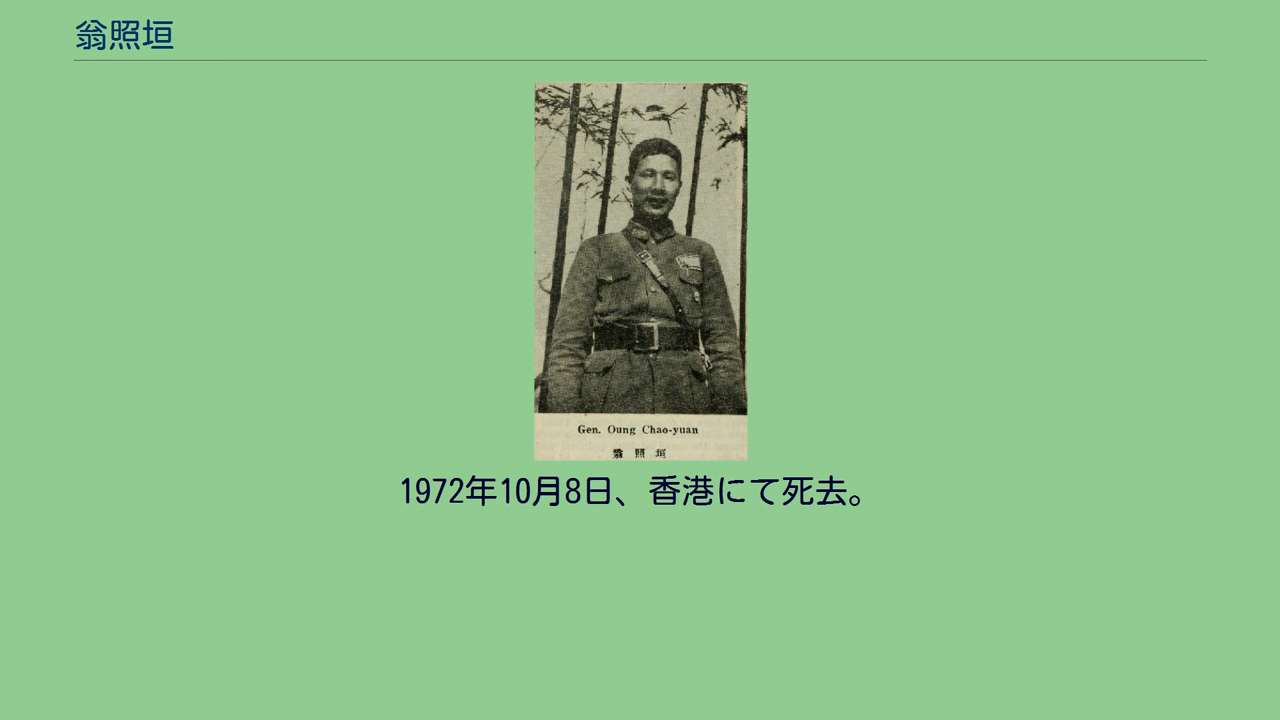 翁照垣
Gen. Oung Chao-yuan
翁 照 垣
1972年10月8日、香港にて死去。